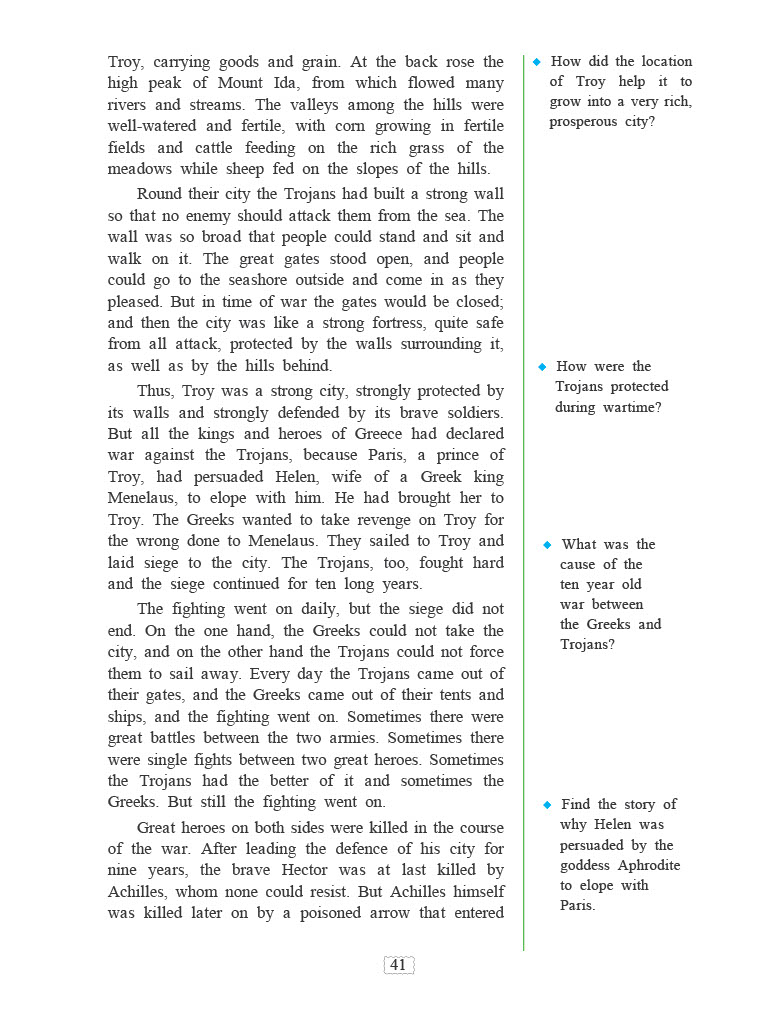 Troy, carrying goods and grain. At the back rose the
high peak of Mount Ida, from which flowed many
rivers and streams. The valleys among the hills were
well-watered and fertile, with corn growing in fertile
fields and cattle feeding on the rich grass of the
meadows while sheep fed on the slopes of the hills.
Round their city the Trojans had built a strong wall
so that no enemy should attack them from the sea. The
wall was so broad that people could stand and sit and
walk on it. The great gates stood open, and people
could go to the seashore outside and come in as they
pleased. But in time of war the gates would be closed;
and then the city was like a strong fortress, quite safe
from all attack, protected by the walls surrounding it,
as well as by the hills behind.
Thus, Troy was a strong city, strongly protected by
its walls and strongly defended by its brave soldiers.
But all the kings and heroes of Greece had declared
war against the Trojans, because Paris, a prince of
Troy, had persuaded Helen, wife of a Greek king
Menelaus, to elope with him. He had brought her to
Troy. The Greeks wanted to take revenge on Troy for
the wrong done to Menelaus. They sailed to Troy and
laid siege to the city. The Trojans, too, fought hard
and the siege continued for ten long years.
The fighting went on daily, but the siege did not
end. On the one hand, the Greeks could not take the
city, and on the other hand the Trojans could not force
them to sail away. Every day the Trojans came out of
their gates, and the Greeks came out of their tents and
ships, and the fighting went on. Sometimes there were
great battles between the two armies. Sometimes there
were single fights between two great heroes. Sometimes
the Trojans had the better of it and sometimes the
Greeks. But still the fighting went on.
Great heroes on both sides were killed in the course
of the war. After leading the defence of his city for
nine years, the brave Hector was at last killed by
Achilles, whom none could resist. But Achilles himself
was killed later on by a poisoned arrow that entered
◆ How did the location
of Troy help it to
grow into a very rich,
prosperous city?
◆ How were the
Trojans protected
during wartime?
◆ What was the
cause of the
ten year old
war between
the Greeks and
Trojans?
◆ Find the story of
why Helen was
persuaded by the
goddess Aphrodite
to elope with
Paris.
41